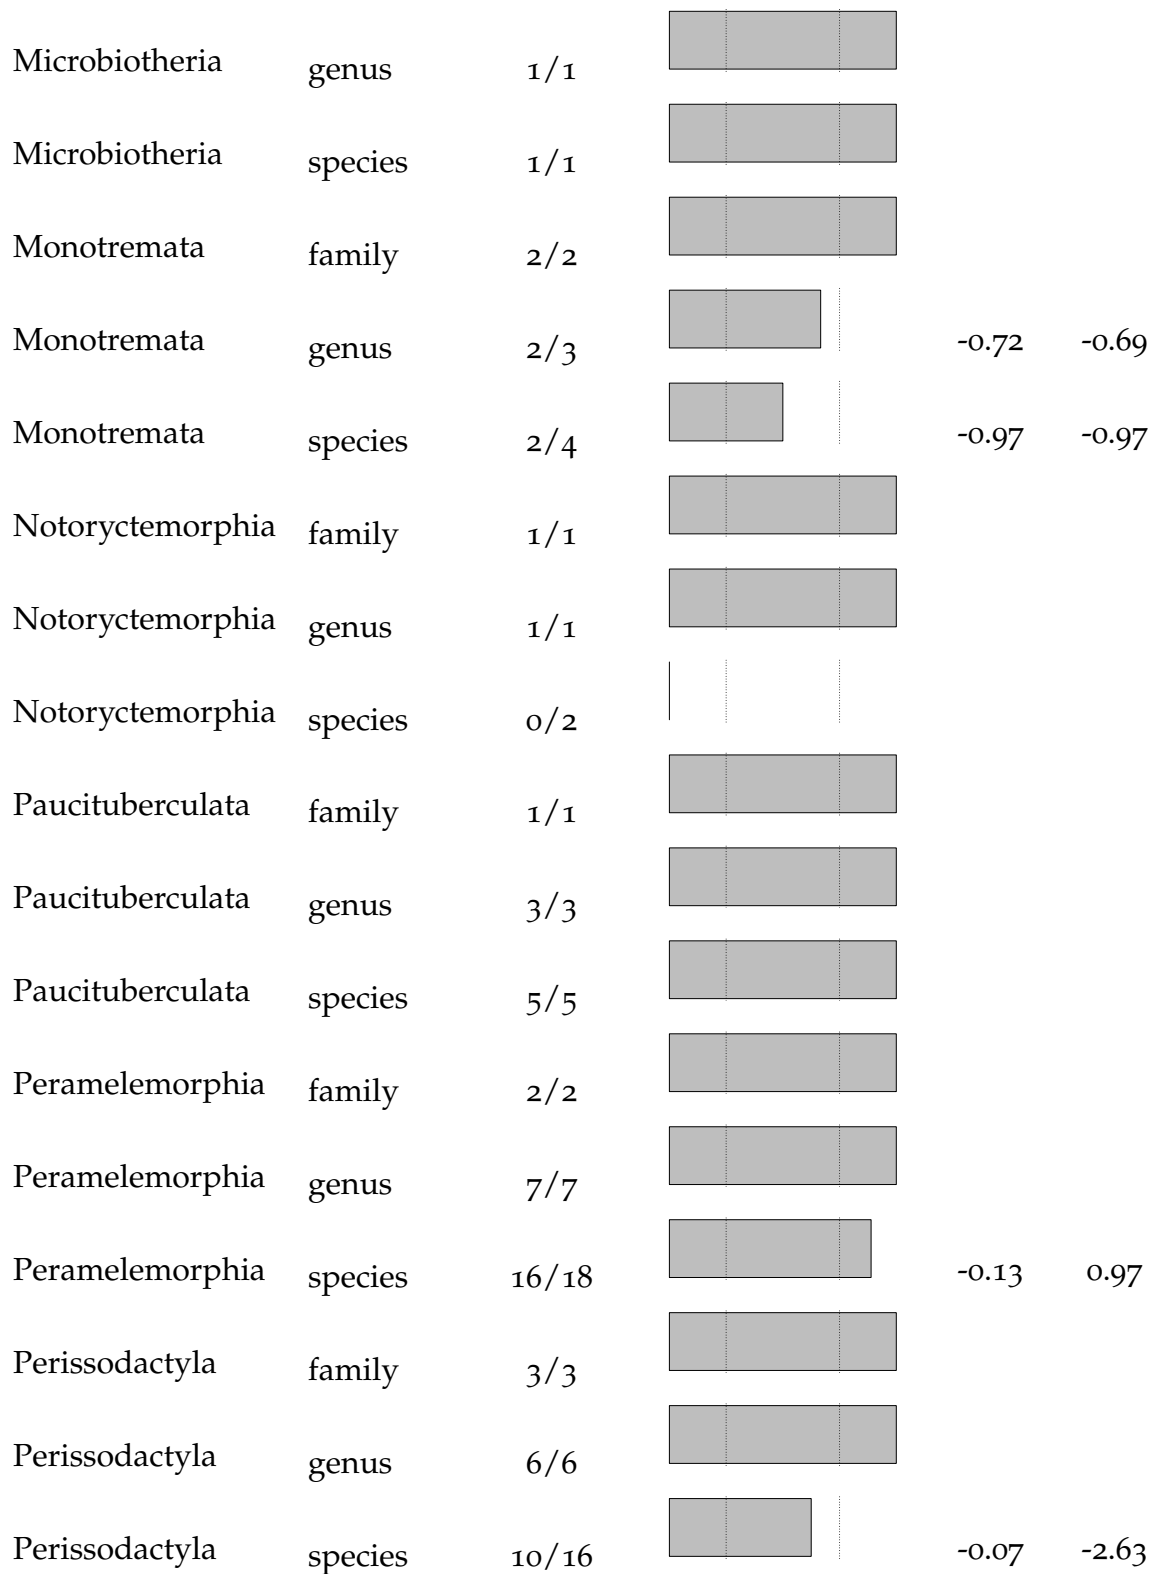 Microbiotheria genus 1/1
Microbiotheria species 1/1
Monotremata family 2/2
Monotremata genus 2/3 -0.72 -0.69
Monotremata species 2/4 -0.97 -0.97
Notoryctemorphia family 1/1
Notoryctemorphia genus 1/1
Notoryctemorphia species 0/2
Paucituberculata family 1/1
Paucituberculata genus 3/3
Paucituberculata species 5/5
Peramelemorphia family 2/2
Peramelemorphia genus 7/7
Peramelemorphia species 16/18 -0.13 0.97
Perissodactyla family 3/3
Perissodactyla genus 6/6
Perissodactyla species 10/16 -0.07 -2.63